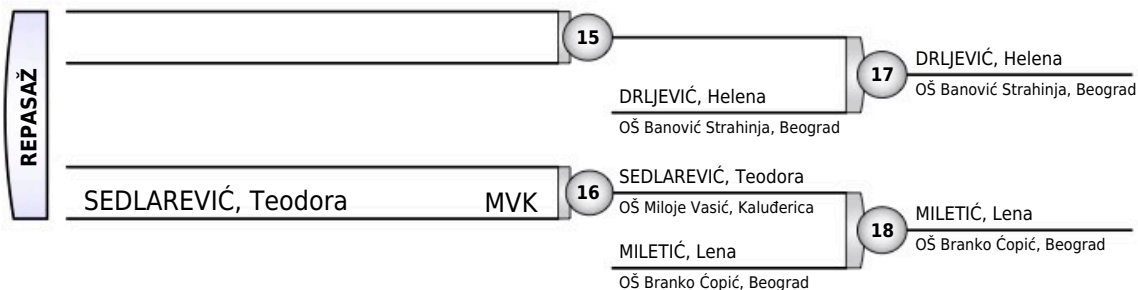 REPASAŽ
15
DRLJEVIĆ, Helena
OŠ Banović Strahinja, Beograd
17
DRLJEVIĆ, Helena
OŠ Banović Strahinja, Beograd
SEDLAREVIĆ, Teodora MVK
16
SEDLAREVIĆ, Teodora
OŠ Miloje Vasić, Kaluđerica
MILETIĆ, Lena
OŠ Branko Ćopić, Beograd
18
MILETIĆ, Lena
OŠ Branko Ćopić, Beograd